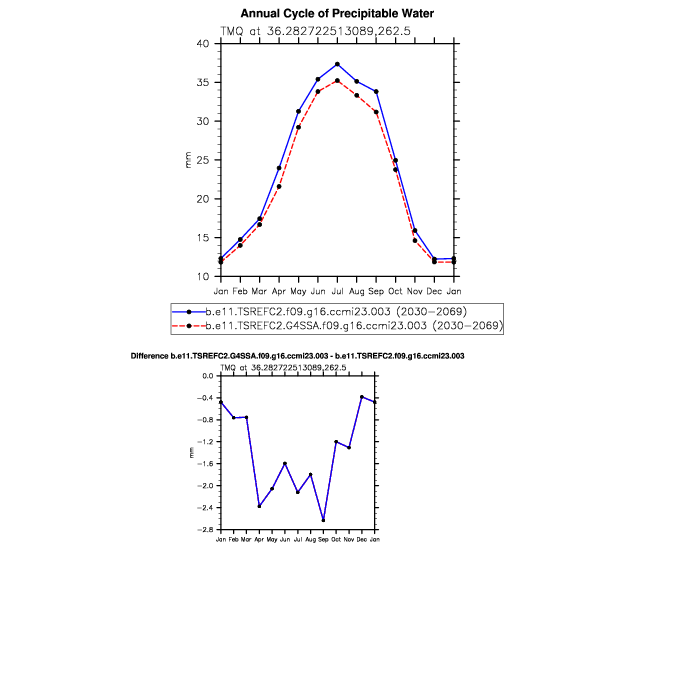 Annual Cycle of Precipitable Water
TMQ at 36.282722513089,262.5
40
35
30
25
20
15
10
mm
Jan Feb Mar Apr May Jun Jul Aug Sep Oct Nov Dec Jan
b.e11.TSREFC2.f09.g16.ccmi23.003 (2030-2069)
b.e11.TSREFC2.G4SSA.f09.g16.ccmi23.003 (2030-2069)
Difference b.e11.TSREFC2.G4SSA.f09.g16.ccmi23.003 - b.e11.TSREFC2.f09.g16.ccmi23.003
TMQ at 36.282722513089,262.5
0.0
-0.4
-0.8
-1.2
-1.6
-2.0
-2.4
-2.8
mm
Jan Feb Mar Apr May Jun Jul Aug Sep Oct Nov Dec Jan